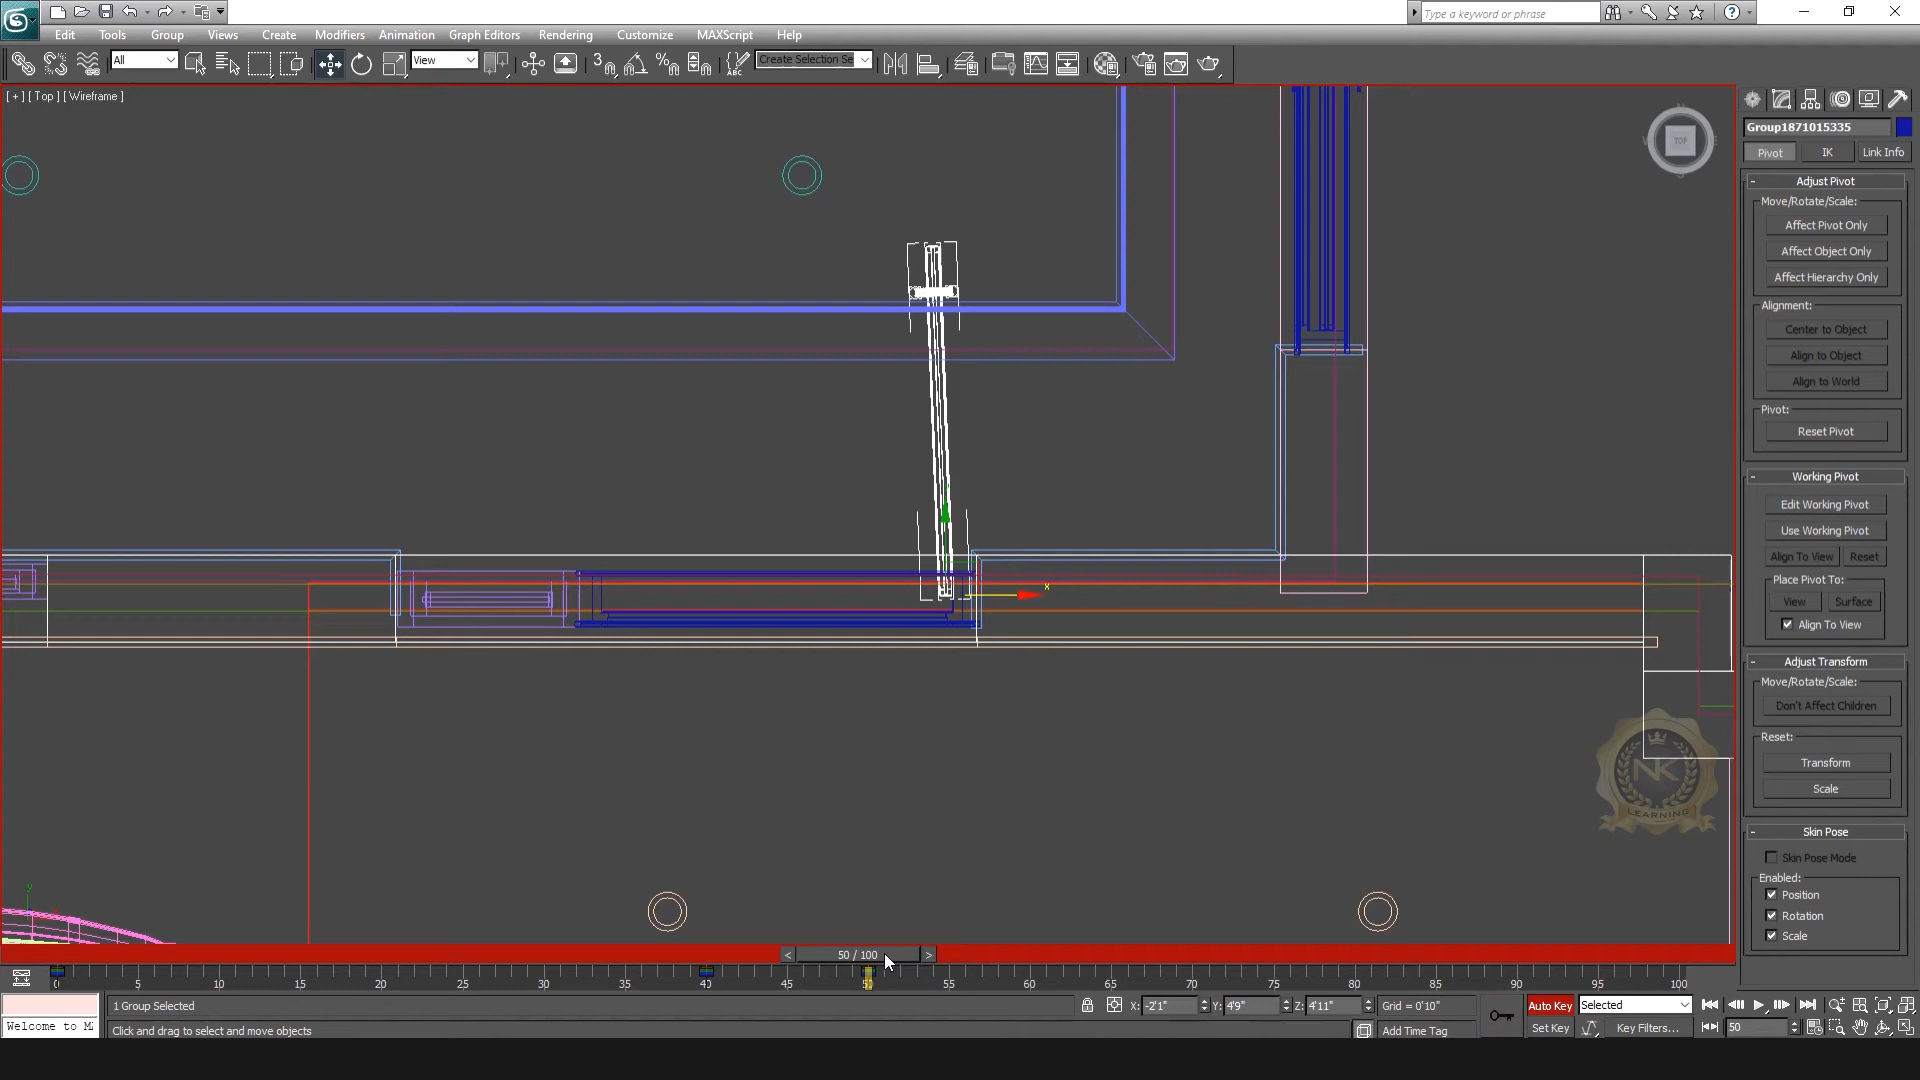 Type a keyword or phrase
Edit Tools Group Views Create Modifiers Animation Graph Editors Rendering Customize MAXScript Help
All View 3 % ABC Create Selection Se
[ + ] [ Top ] [ Wireframe ]
TOP
Group1871015335
Pivot IK Link Info
- Adjust Pivot
Move/Rotate/Scale:
Affect Pivot Only
Affect Object Only
Affect Hierarchy Only
Alignment:
Center to Object
Align to Object
Align to World
Pivot:
Reset Pivot
- Working Pivot
Edit Working Pivot
Use Working Pivot
Align To View Reset
Place Pivot To:
View Surface
Align To View
- Adjust Transform
Move/Rotate/Scale:
Don't Affect Children
Reset:
Transform
Scale
- Skin Pose
Skin Pose Mode
Enabled:
Position
Rotation
Scale
x
y
NK
LEARNING
< 50 / 100 >
0 5 10 15 20 25 30 35 40 45 50 55 60 65 70 75 80 85 90 95 100
1 Group Selected X: -2'1" Y: 4'9" Z: 4'11" Grid = 0'10" Auto Key Selected
Welcome to M
Click and drag to select and move objects Add Time Tag Set Key Key Filters... 50